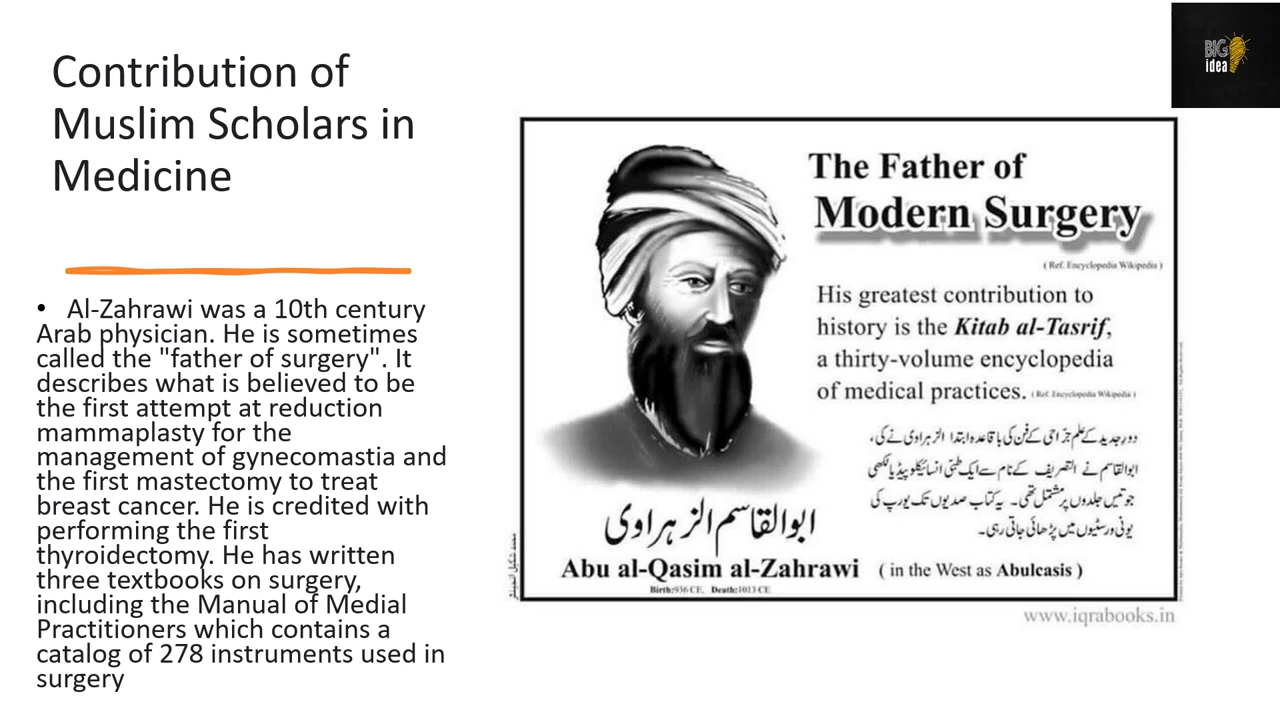 Contribution of
Muslim Scholars in
Medicine
• Al-Zahrawi was a 10th century
Arab physician. He is sometimes
called the "father of surgery". It
describes what is believed to be
the first attempt at reduction
mammaplasty for the
management of gynecomastia and
the first mastectomy to treat
breast cancer. He is credited with
performing the first
thyroidectomy. He has written
three textbooks on surgery,
including the Manual of Medial
Practitioners which contains a
catalog of 278 instruments used in
surgery
BIG
idea
The Father of
Modern Surgery
( Ref. Encyclopedia Wikipedia )
His greatest contribution to
history is the Kitab al-Tasrif,
a thirty-volume encyclopedia
of medical practices. ( Ref. Encyclopedia Wikipedia )
دورِ جدید کے علم جرّاحی کے فن کی باقاعدہ ابتدا الزہراوی نے کی،
ابوالقاسم نے التصریف کے نام سے ایک طبّی انسائیکلوپیڈیا لکھی
جو تیس جلدوں پر مشتمل تھی۔ یہ کتاب صدیوں تک یورپ کی
یونی ورسٹیوں میں پڑھائی جاتی رہی۔
ابوالقاسم الزہراوی
Abu al-Qasim al-Zahrawi ( in the West as Abulcasis )
Birth:936 CE, Death:1013 CE
www.iqrabooks.in